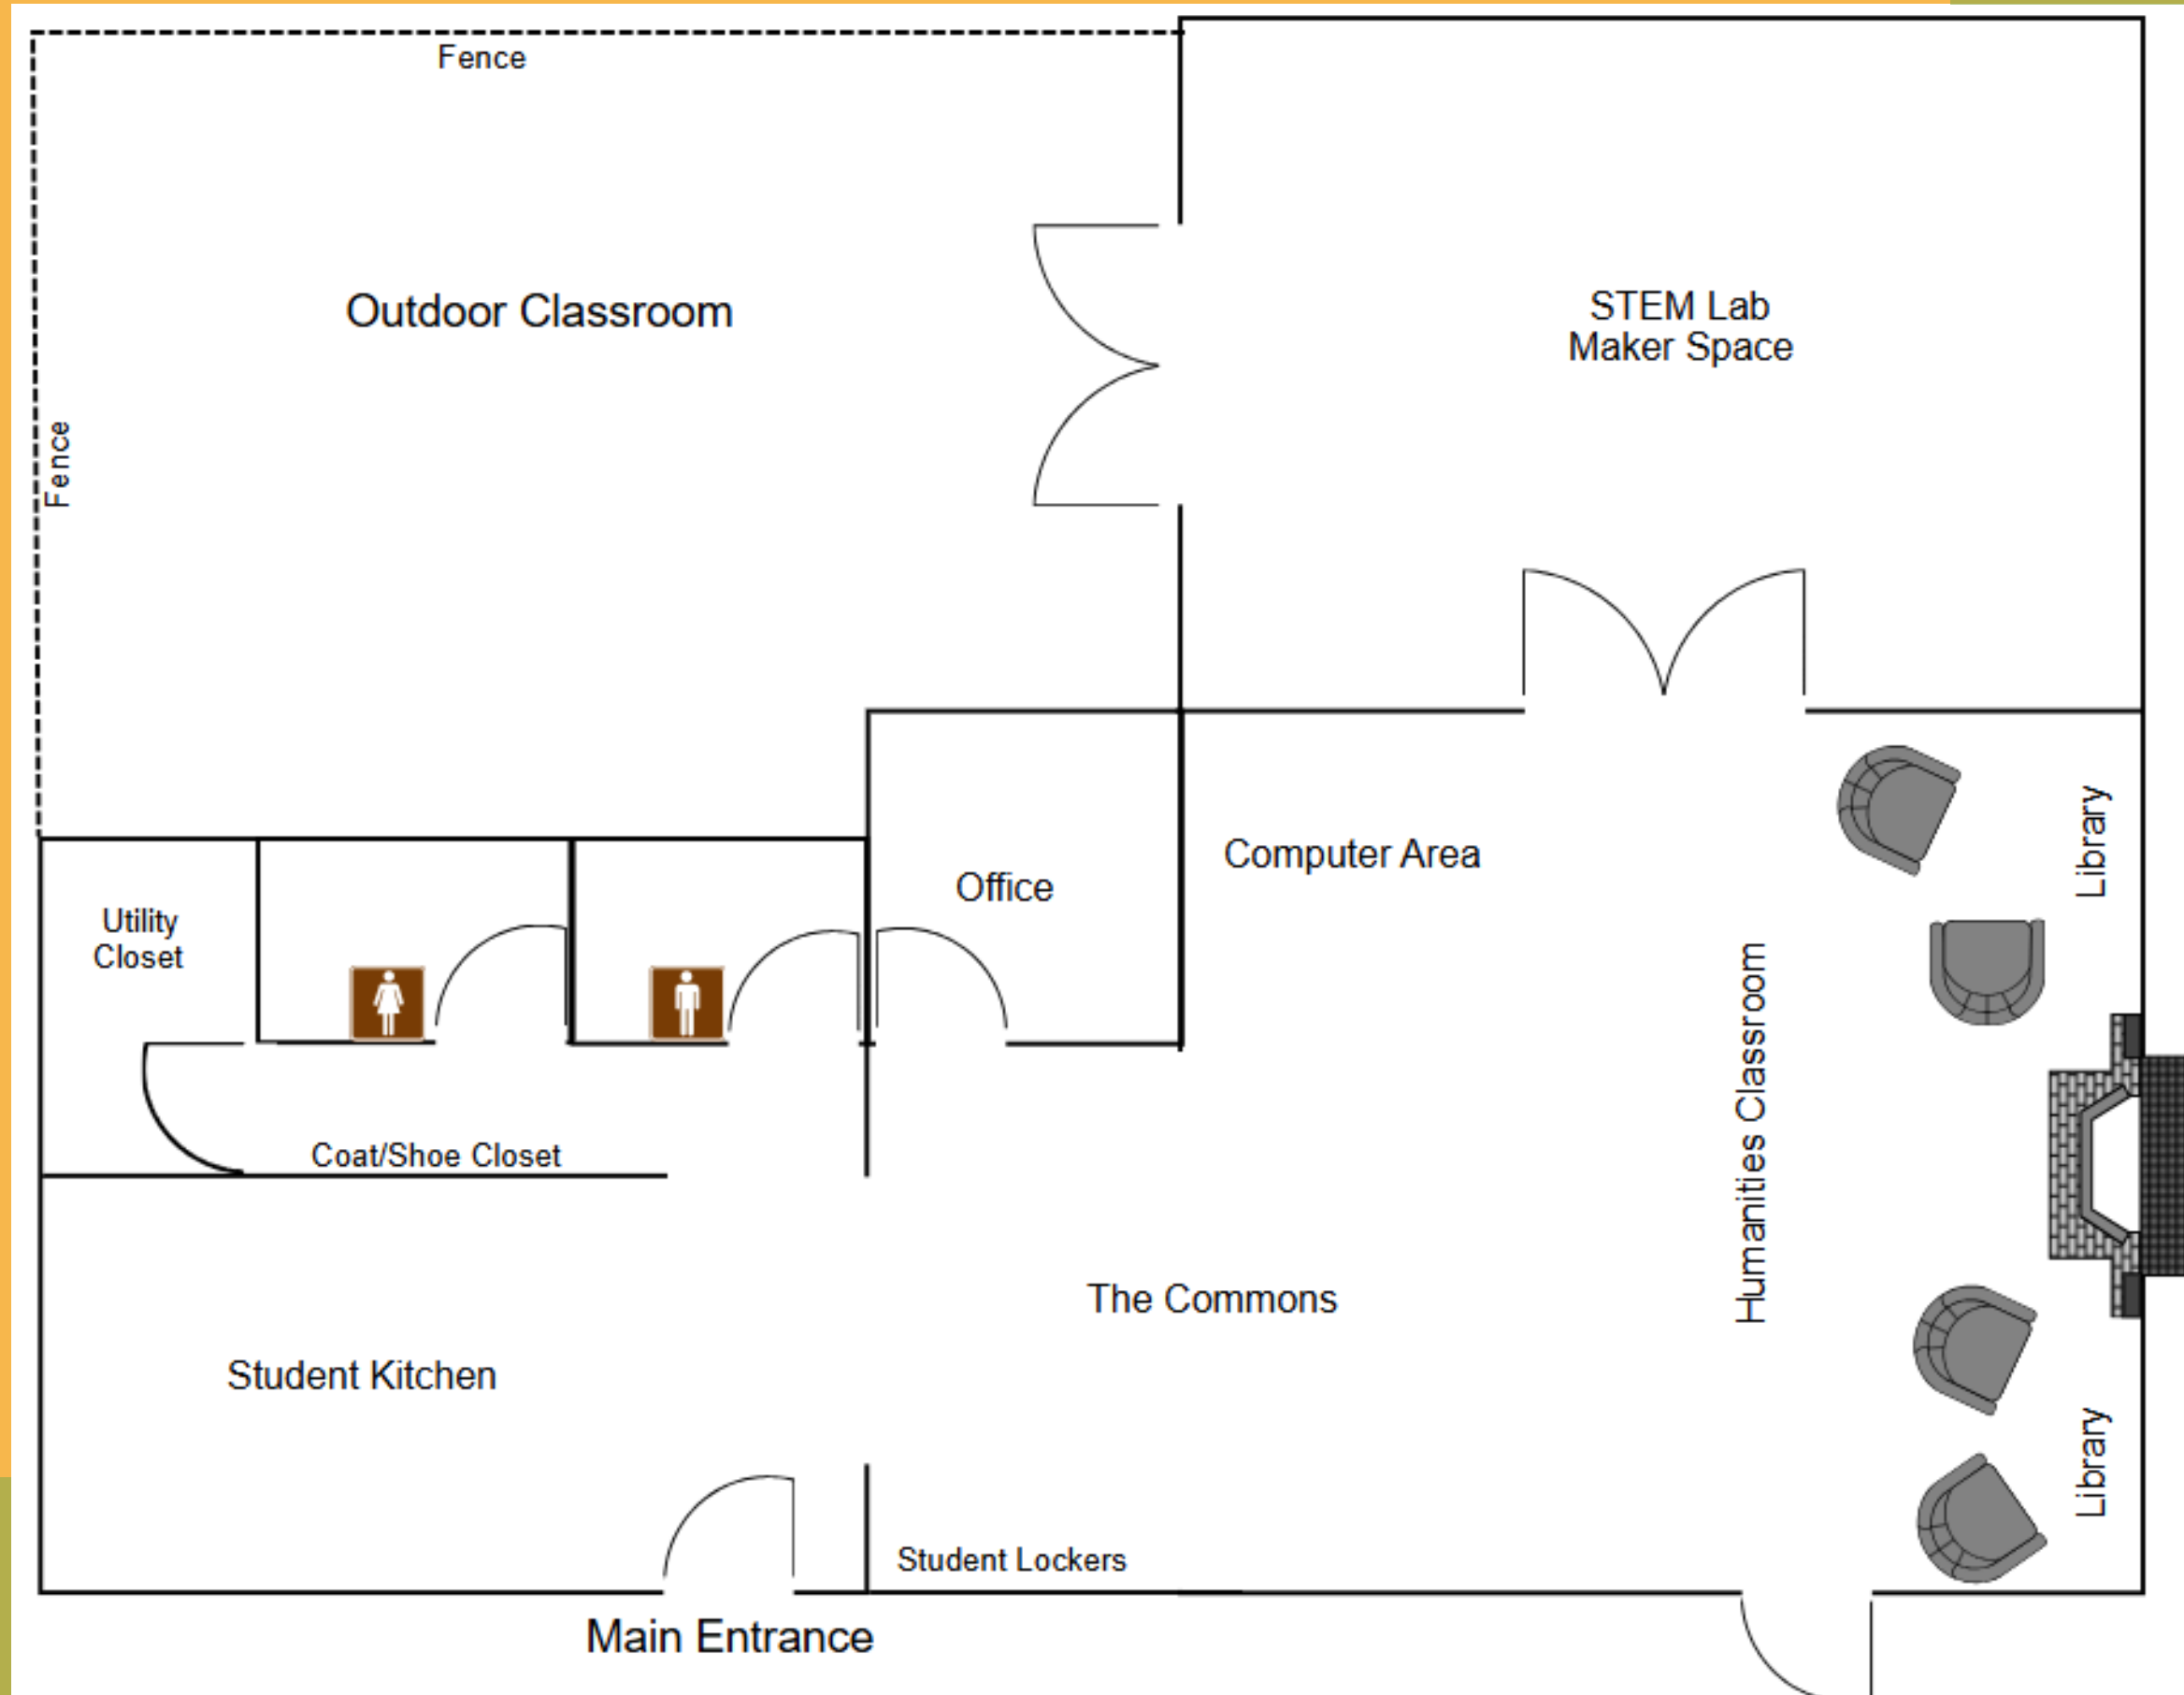 Fence
Outdoor Classroom
Fence
STEM Lab
Maker Space
Utility
Closet
Office
Computer Area
Library
Humanities Classroom
Coat/Shoe Closet
The Commons
Student Kitchen
Library
Student Lockers
Main Entrance